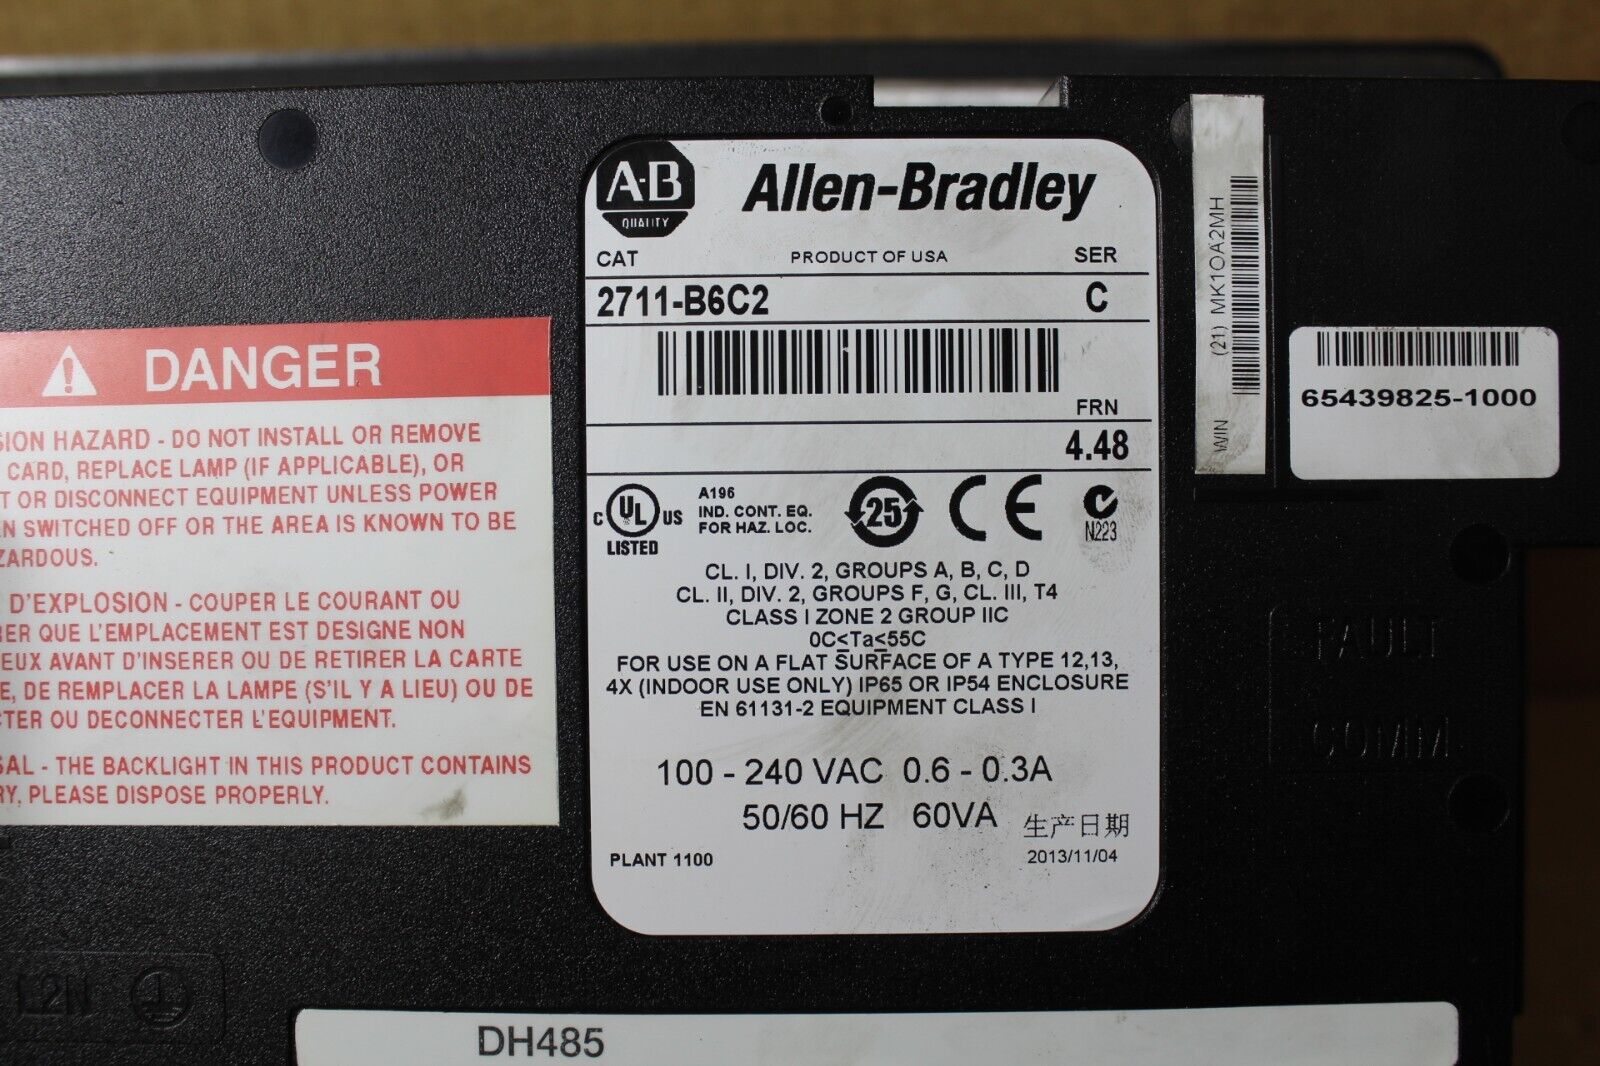 A-B
QUALITY
Allen-Bradley
CAT
PRODUCT OF USA
SER
2711-B6C2
C
FRN
4.48
C UL US
LISTED
A196
IND. CONT. EQ.
FOR HAZ. LOC.
25
CE
N223
CL. I, DIV. 2, GROUPS A, B, C, D
CL. II, DIV. 2, GROUPS F, G, CL. III, T4
CLASS I ZONE 2 GROUP IIC
0C≤Ta≤55C
FOR USE ON A FLAT SURFACE OF A TYPE 12,13,
4X (INDOOR USE ONLY) IP65 OR IP54 ENCLOSURE
EN 61131-2 EQUIPMENT CLASS I
100 - 240 VAC 0.6 - 0.3A
50/60 HZ 60VA
生产日期
PLANT 1100
2013/11/04
DANGER
HAZARD - DO NOT INSTALL OR REMOVE
CARD, REPLACE LAMP (IF APPLICABLE), OR
OR DISCONNECT EQUIPMENT UNLESS POWER
SWITCHED OFF OR THE AREA IS KNOWN TO BE
D'EXPLOSION - COUPER LE COURANT OU
QUE L'EMPLACEMENT EST DESIGNE NON
AVANT D'INSERER OU DE RETIRER LA CARTE
DE REMPLACER LA LAMPE (S'IL Y A LIEU) OU DE
OU DECONNECTER L'EQUIPMENT.
- THE BACKLIGHT IN THIS PRODUCT CONTAINS
PLEASE DISPOSE PROPERLY.
WIN (21) MK1OA2MH
65439825-1000
FAULT
COMM
L2N
DH485